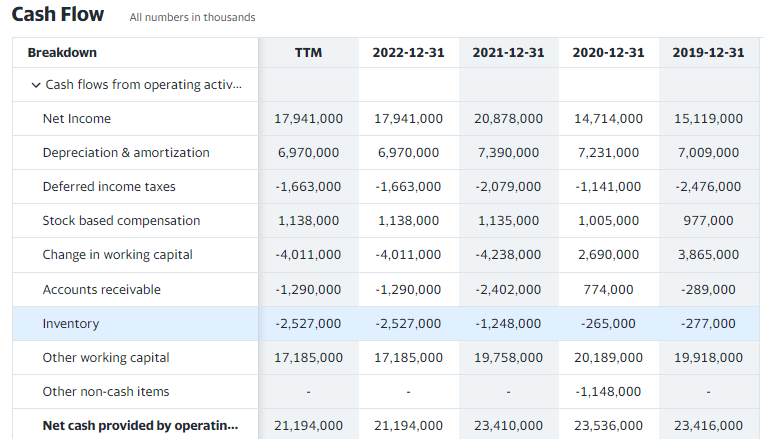 Cash Flow All numbers in thousands
Breakdown TTM 2022-12-31 2021-12-31 2020-12-31 2019-12-31
Cash flows from operating activ...
Net Income 17,941,000 17,941,000 20,878,000 14,714,000 15,119,000
Depreciation & amortization 6,970,000 6,970,000 7,390,000 7,231,000 7,009,000
Deferred income taxes -1,663,000 -1,663,000 -2,079,000 -1,141,000 -2,476,000
Stock based compensation 1,138,000 1,138,000 1,135,000 1,005,000 977,000
Change in working capital -4,011,000 -4,011,000 -4,238,000 2,690,000 3,865,000
Accounts receivable -1,290,000 -1,290,000 -2,402,000 774,000 -289,000
Inventory -2,527,000 -2,527,000 -1,248,000 -265,000 -277,000
Other working capital 17,185,000 17,185,000 19,758,000 20,189,000 19,918,000
Other non-cash items - - - -1,148,000 -
Net cash provided by operatin... 21,194,000 21,194,000 23,410,000 23,536,000 23,416,000